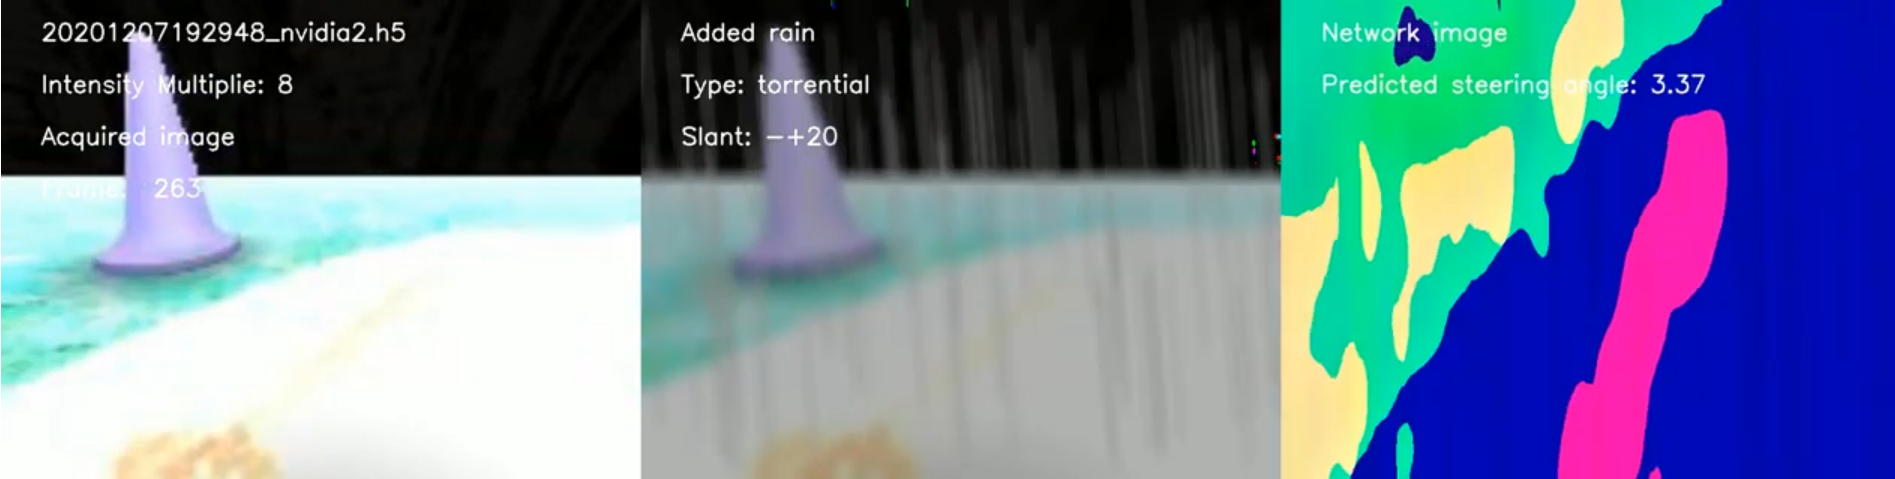 20201207192948_nvidia2.h5
Intensity Multiplie: 8
Acquired image
Frame: 263
Added rain
Type: torrential
Slant: -+20
Network image
Predicted steering angle: 3.37